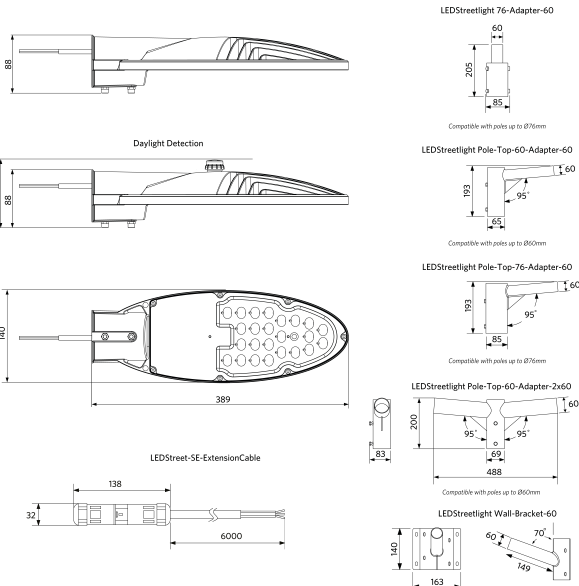 88
Daylight Detection
88
140
389
LEDStreet-SE-ExtensionCable
138
32
6000
LEDStreetlight 76-Adapter-60
60
205
85
Compatible with poles up to Ø76mm
LEDStreetlight Pole-Top-60-Adapter-60
60
193
95°
65
Compatible with poles up to Ø60mm
LEDStreetlight Pole-Top-76-Adapter-60
60
193
95°
85
Compatible with poles up to Ø76mm
LEDStreetlight Pole-Top-60-Adapter-2x60
60
200
95°
95°
83
69
488
Compatible with poles up to Ø60mm
LEDStreetlight Wall-Bracket-60
60
70°
140
149
163